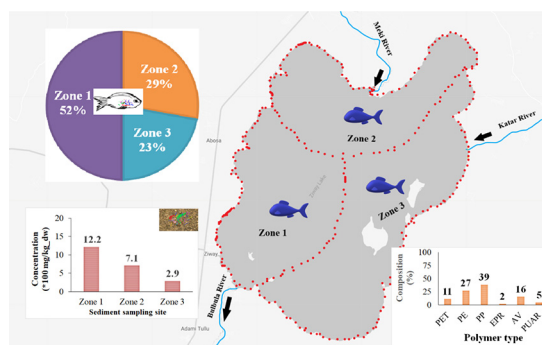 Zone 1
52%
Zone 2
29%
Zone 3
23%
Meki River
Katar River
Zone 2
Zone 3
Zone 1
Abosa
Ziway
Bulbula River
Adami Tullu
Concentration
(*100 mg/kg_dw)
20
15
10
5
0
12.2
7.1
2.9
Zone 1 Zone 2 Zone 3
Sediment sampling site
Composition
(%)
100
75
50
25
0
11 27 39 2 16 5
PET PE PP EPR AV PUAR
Polymer type